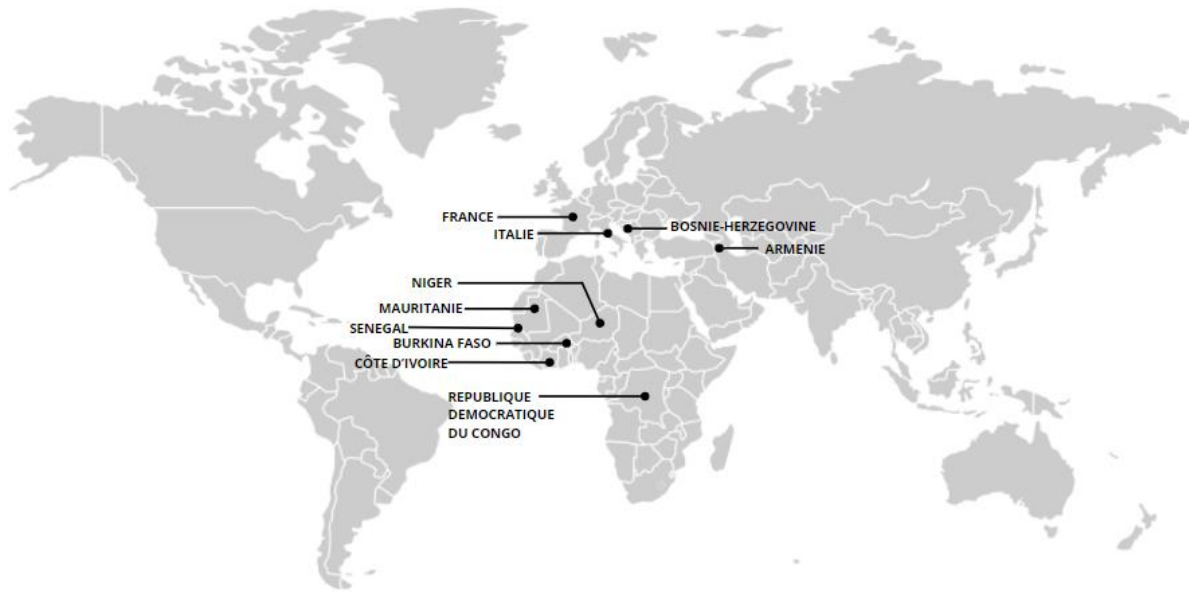 FRANCE
BOSNIE-HERZEGOVINE
ITALIE
ARMENIE
NIGER
MAURITANIE
SENEGAL
BURKINA FASO
CÔTE D'IVOIRE
REPUBLIQUE
DEMOCRATIQUE
DU CONGO